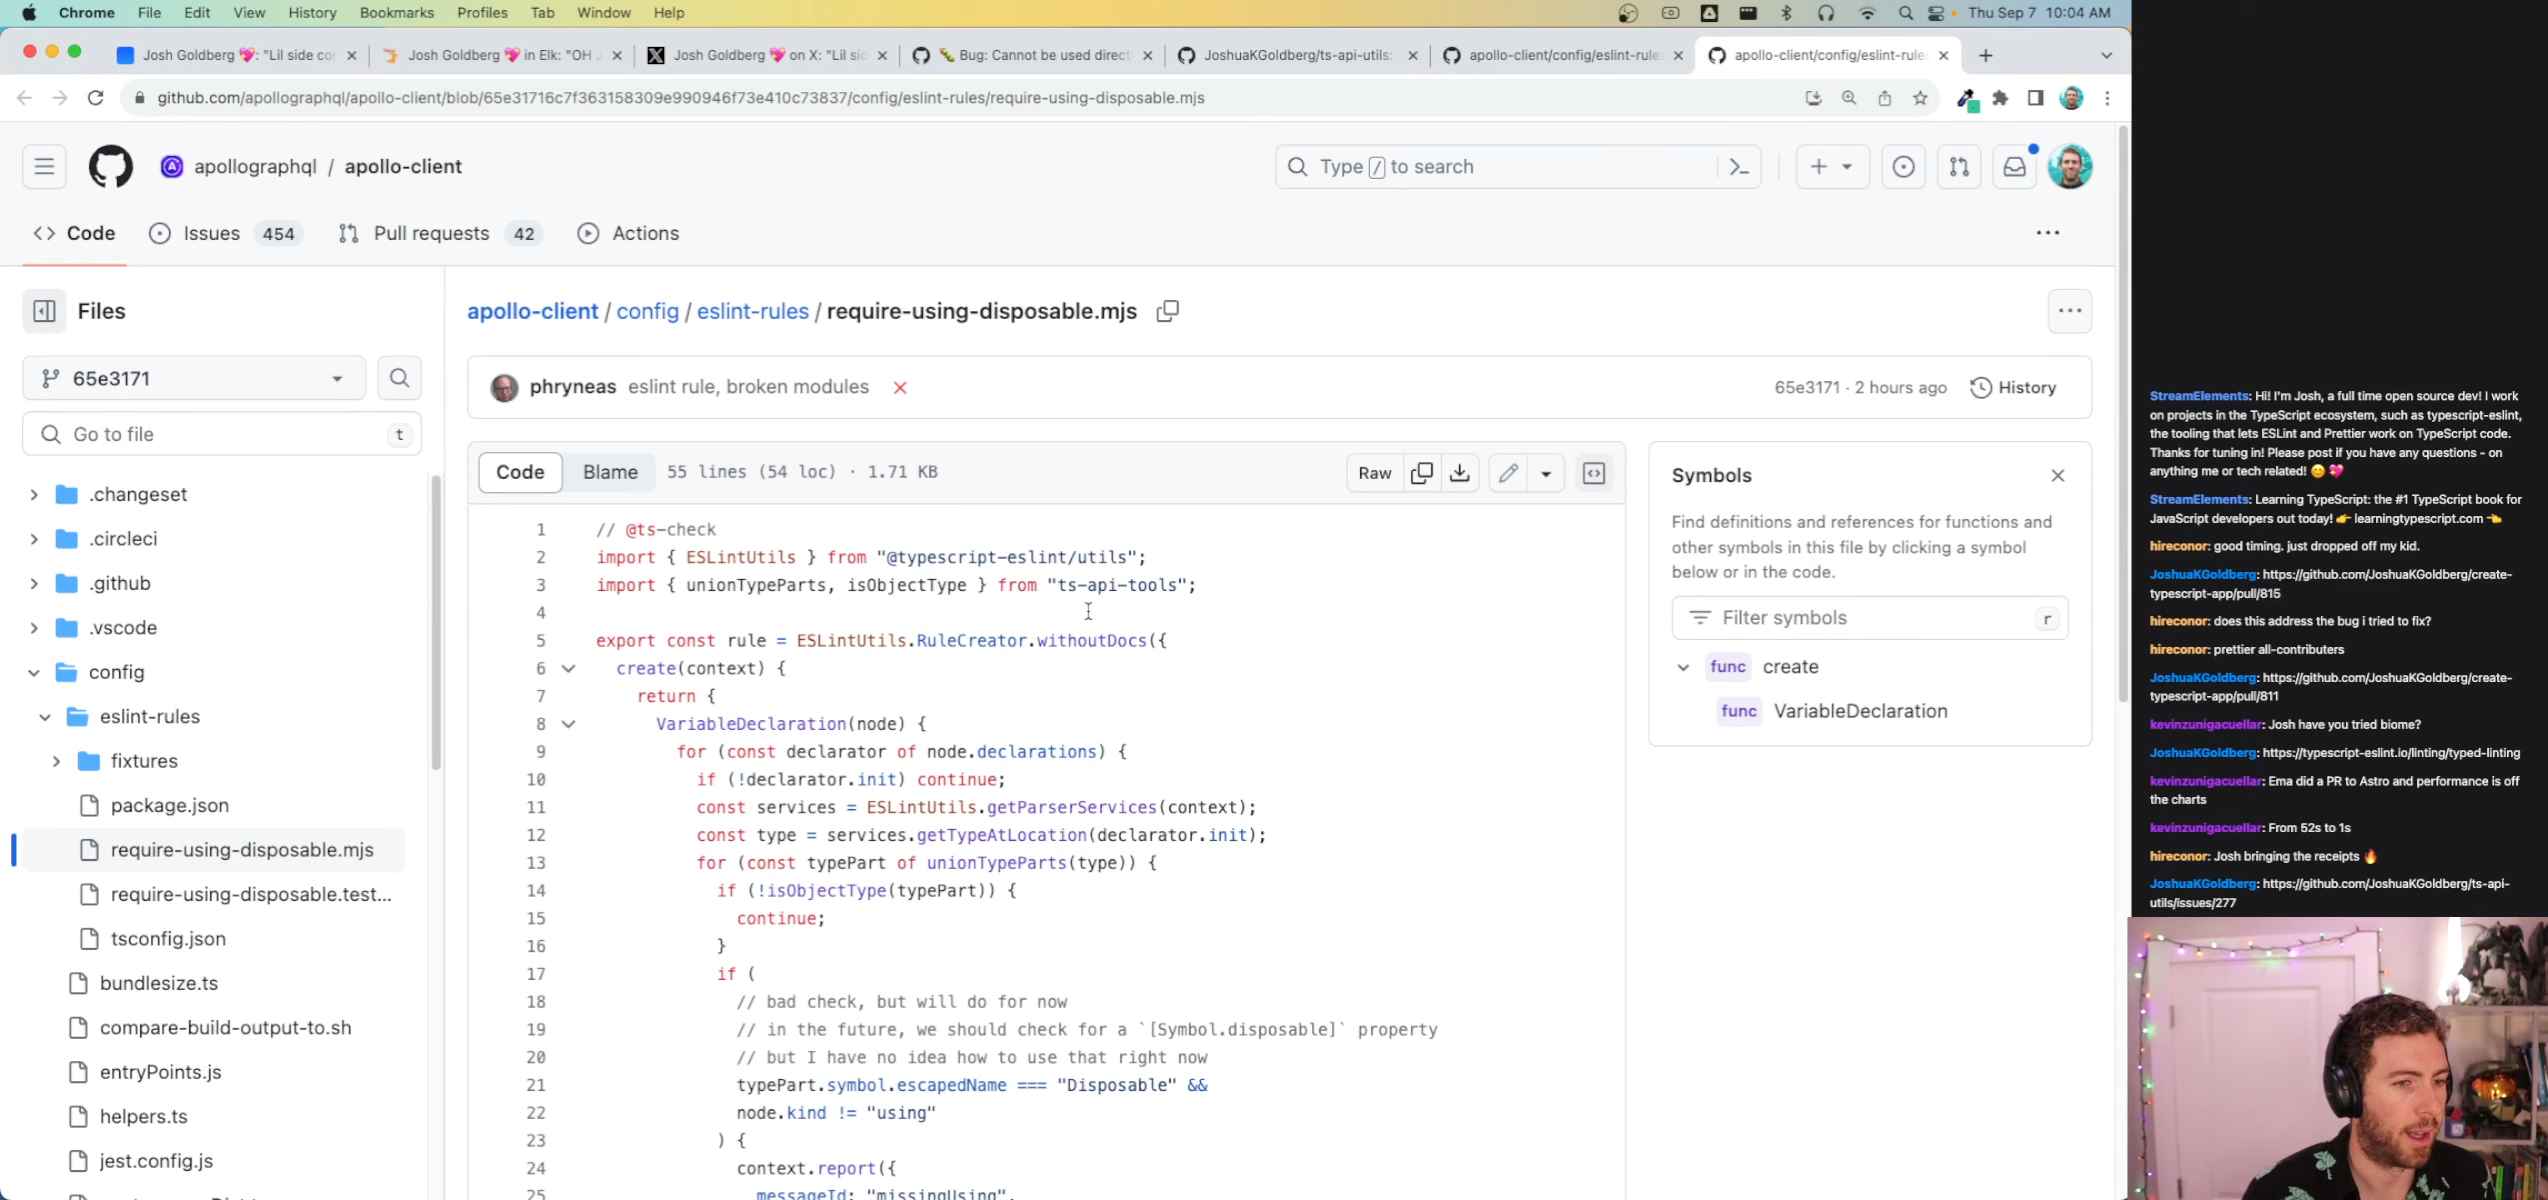 Chrome File Edit View History Bookmarks Profiles Tab Window Help Thu Sep 7 10:04 AM
Josh Goldberg 💖: "Lil side cor
Josh Goldberg 💖 in Elk: "OH J
Josh Goldberg 💖 on X: "Lil sid
🐛 Bug: Cannot be used directl
JoshuaKGoldberg/ts-api-utils:
apollo-client/config/eslint-rules
apollo-client/config/eslint-rules
github.com/apollographql/apollo-client/blob/65e31716c7f363158309e990946f73e410c73837/config/eslint-rules/require-using-disposable.mjs
apollographql / apollo-client
Type / to search
Code Issues 454 Pull requests 42 Actions
Files
65e3171
Go to file t
.changeset
.circleci
.github
.vscode
config
eslint-rules
fixtures
package.json
require-using-disposable.mjs
require-using-disposable.test...
tsconfig.json
bundlesize.ts
compare-build-output-to.sh
entryPoints.js
helpers.ts
jest.config.js
apollo-client / config / eslint-rules / require-using-disposable.mjs
phryneas eslint rule, broken modules 65e3171 · 2 hours ago History
Code Blame 55 lines (54 loc) · 1.71 KB Raw
1 // @ts-check
2 import { ESLintUtils } from "@typescript-eslint/utils";
3 import { unionTypeParts, isObjectType } from "ts-api-tools";
4
5 export const rule = ESLintUtils.RuleCreator.withoutDocs({
6 create(context) {
7 return {
8 VariableDeclaration(node) {
9 for (const declarator of node.declarations) {
10 if (!declarator.init) continue;
11 const services = ESLintUtils.getParserServices(context);
12 const type = services.getTypeAtLocation(declarator.init);
13 for (const typePart of unionTypeParts(type)) {
14 if (!isObjectType(typePart)) {
15 continue;
16 }
17 if (
18 // bad check, but will do for now
19 // in the future, we should check for a `[Symbol.disposable]` property
20 // but I have no idea how to use that right now
21 typePart.symbol.escapedName === "Disposable" &&
22 node.kind != "using"
23 ) {
24 context.report({
25 messageId: "missingUsing",
Symbols
Find definitions and references for functions and
other symbols in this file by clicking a symbol
below or in the code.
Filter symbols r
func create
func VariableDeclaration
StreamElements: Hi! I'm Josh, a full time open source dev! I work
on projects in the TypeScript ecosystem, such as typescript-eslint,
the tooling that lets ESLint and Prettier work on TypeScript code.
Thanks for tuning in! Please post if you have any questions - on
anything me or tech related! 😊 💖
StreamElements: Learning TypeScript: the #1 TypeScript book for
JavaScript developers out today! 👉 learningtypescript.com 👈
hireconor: good timing. just dropped off my kid.
JoshuaKGoldberg: https://github.com/JoshuaKGoldberg/create-
typescript-app/pull/815
hireconor: does this address the bug i tried to fix?
hireconor: prettier all-contributers
JoshuaKGoldberg: https://github.com/JoshuaKGoldberg/create-
typescript-app/pull/811
kevinzunigacuellar: Josh have you tried biome?
JoshuaKGoldberg: https://typescript-eslint.io/linting/typed-linting
kevinzunigacuellar: Ema did a PR to Astro and performance is off
the charts
kevinzunigacuellar: From 52s to 1s
hireconor: Josh bringing the receipts 🔥
JoshuaKGoldberg: https://github.com/JoshuaKGoldberg/ts-api-
utils/issues/277